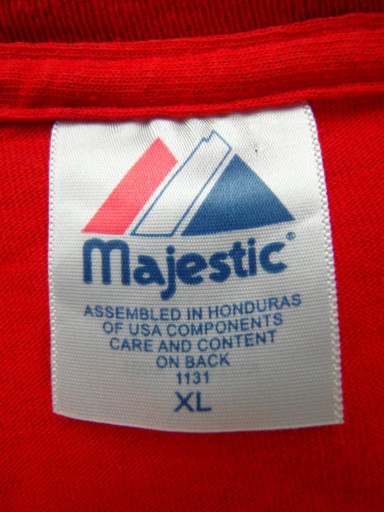 Majestic®
ASSEMBLED IN HONDURAS
OF USA COMPONENTS
CARE AND CONTENT
ON BACK
1131
XL